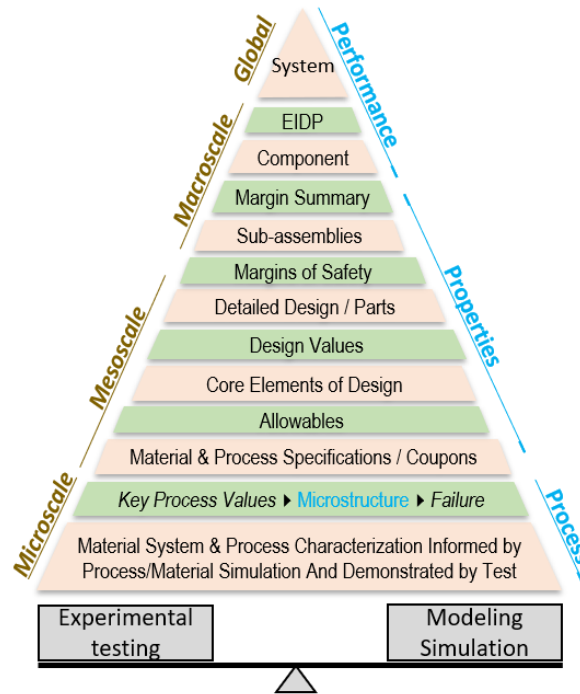 Global
Performance
System
EIDP
Macroscale
Component
Margin Summary
Sub-assemblies
Margins of Safety
Properties
Mesoscale
Detailed Design / Parts
Design Values
Core Elements of Design
Allowables
Material & Process Specifications / Coupons
Microscale
Key Process Values ▶ Microstructure ▶ Failure
Process
Material System & Process Characterization Informed by
Process/Material Simulation And Demonstrated by Test
Experimental
testing
Modeling
Simulation